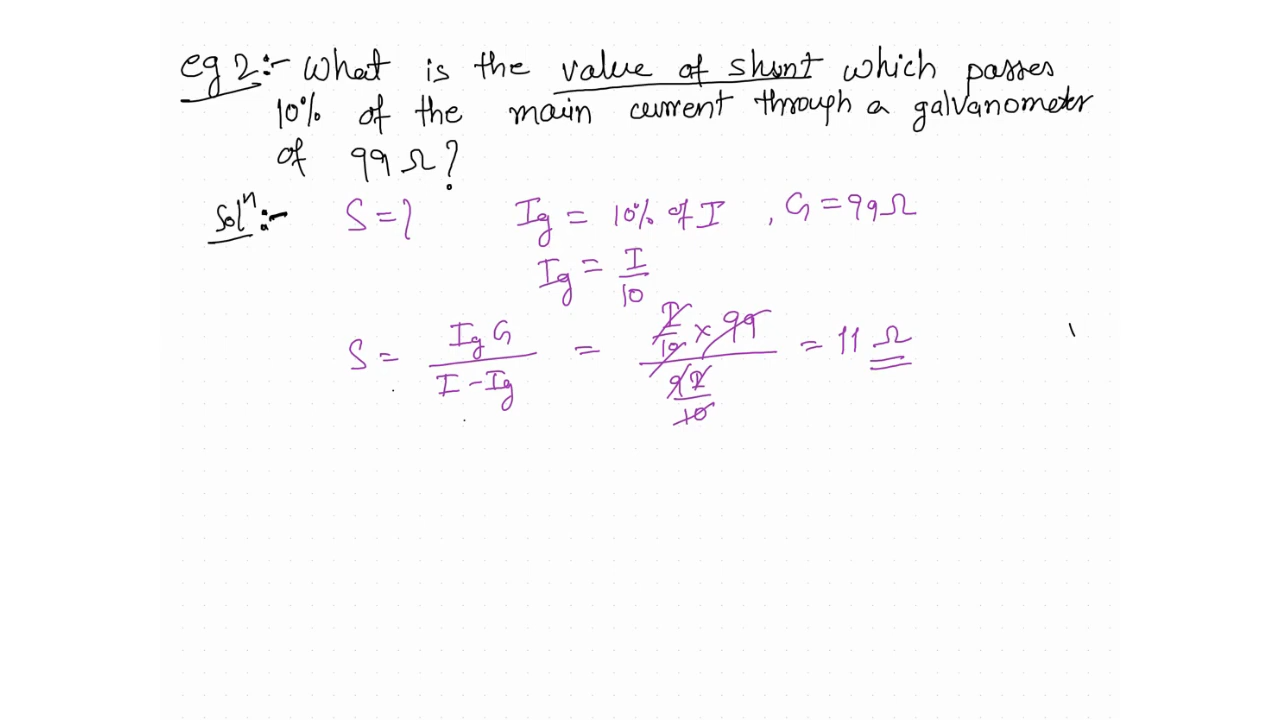 eg 2:- What is the value of shunt which passes
10% of the main current through a galvanometer
of 99 Ω?
Solⁿ:- S = ? Ig = 10% of I , G = 99 Ω
Ig = I/10
S = Ig G / (I - Ig) = (I/10 × 99) / (9I/10) = 11 Ω